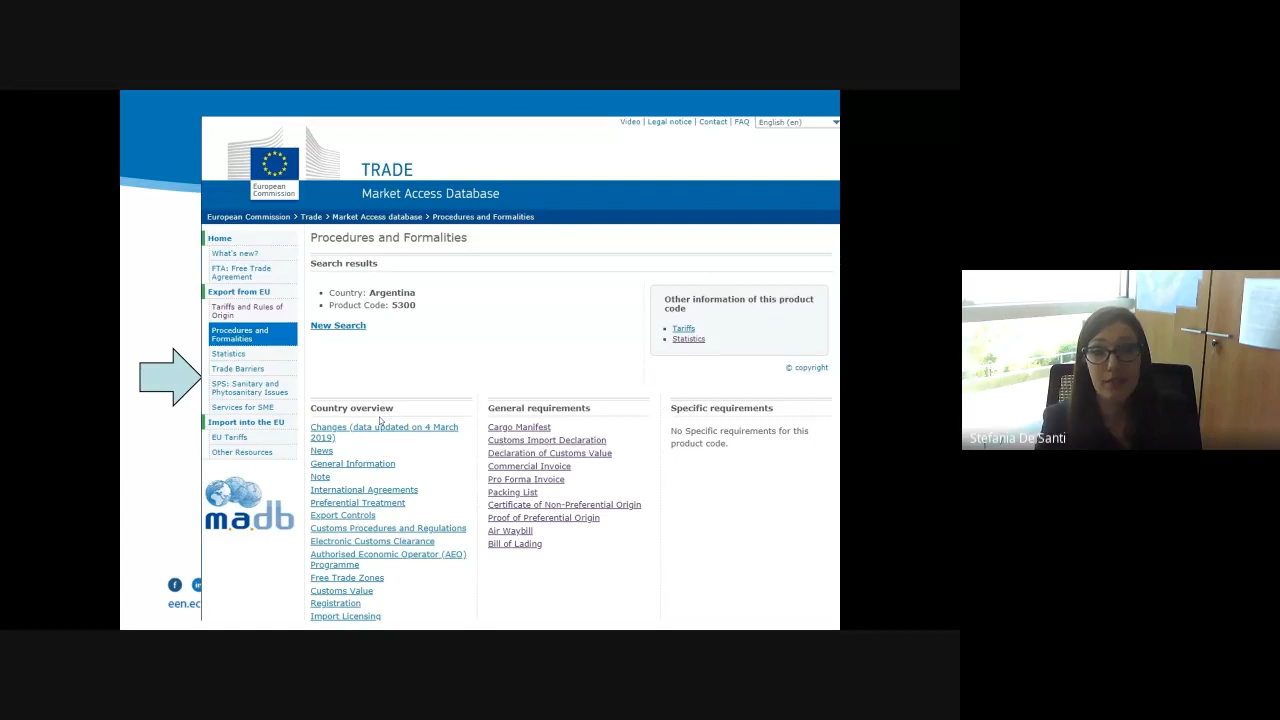 Video | Legal notice | Contact | FAQ
English (en)
European
Commission
TRADE
Market Access Database
European Commission > Trade > Market Access database > Procedures and Formalities
Home
What's new?
FTA: Free Trade
Agreement
Export from EU
Tariffs and Rules of
Origin
Procedures and
Formalities
Statistics
Trade Barriers
SPS: Sanitary and
Phytosanitary Issues
Services for SME
Import into the EU
EU Tariffs
Other Resources
madb
f in
een.ec
Procedures and Formalities
Search results
Country: Argentina
Product Code: 5300
New Search
Other information of this product
code
Tariffs
Statistics
© copyright
Country overview
Changes (data updated on 4 March
2019)
News
General Information
Note
International Agreements
Preferential Treatment
Export Controls
Customs Procedures and Regulations
Electronic Customs Clearance
Authorised Economic Operator (AEO)
Programme
Free Trade Zones
Customs Value
Registration
Import Licensing
General requirements
Cargo Manifest
Customs Import Declaration
Declaration of Customs Value
Commercial Invoice
Pro Forma Invoice
Packing List
Certificate of Non-Preferential Origin
Proof of Preferential Origin
Air Waybill
Bill of Lading
Specific requirements
No Specific requirements for this
product code.
Stefania De Santi